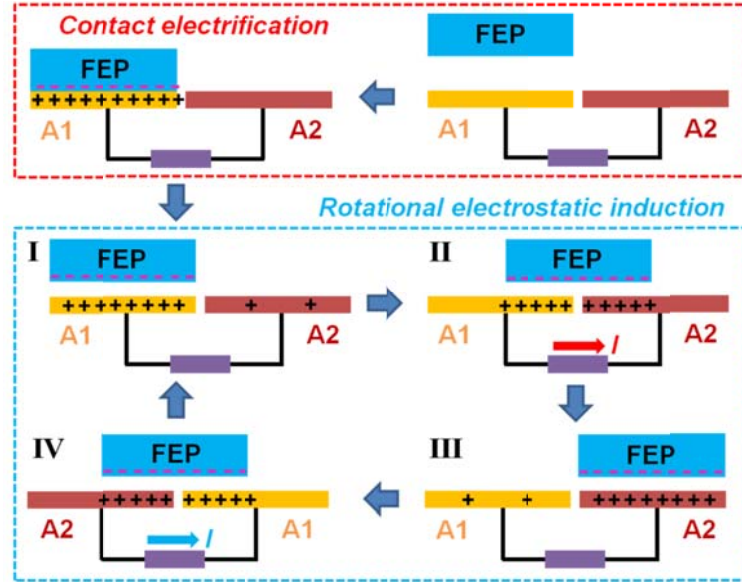 Contact electrification
FEP
FEP
++++++++++
A1
A2
A1
A2
Rotational electrostatic induction
I
FEP
++++++++
+ +
A1
A2
II
FEP
+++++
+++++
A1
A2
I
IV
FEP
+++++
+++++
A2
A1
I
III
FEP
+ +
++++++++
A1
A2